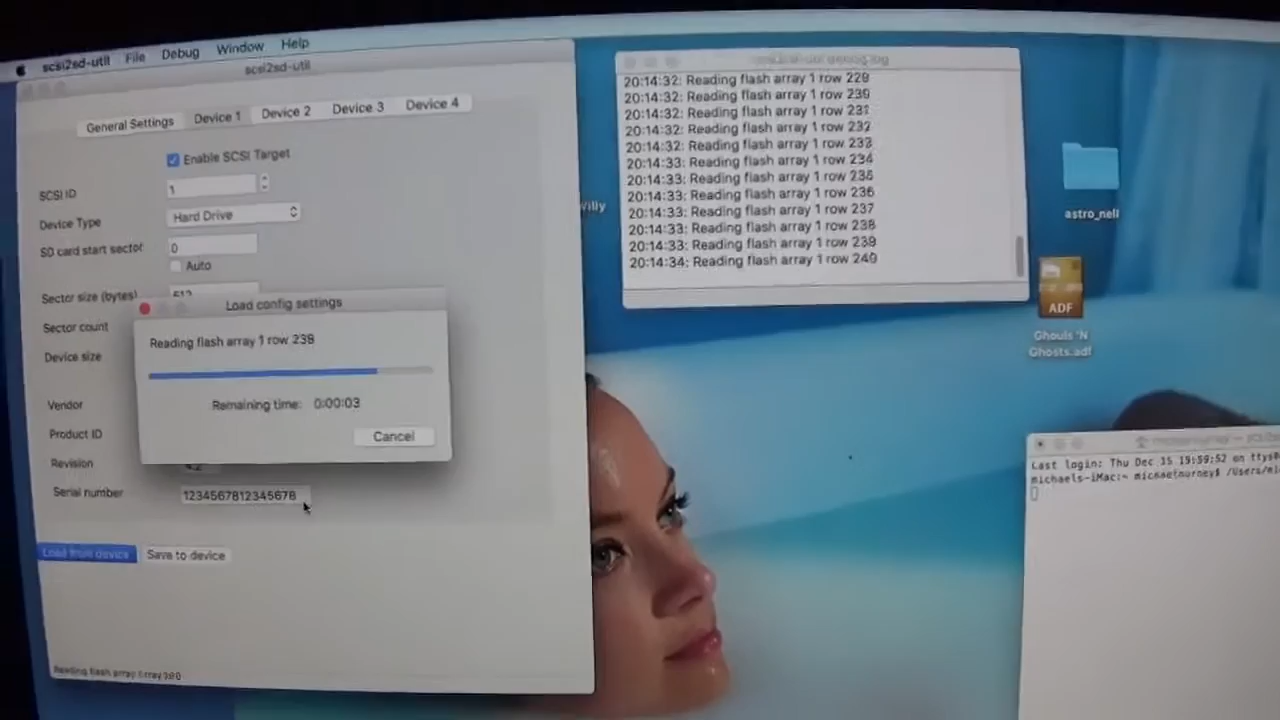 scsi2sd-util File Debug Window Help
scsi2sd-util
General Settings Device 1 Device 2 Device 3 Device 4
Enable SCSI Target
SCSI ID 1
Device Type Hard Drive
SD card start sector 0
Auto
Sector size (bytes) 512
Sector count
Device size
Vendor
Product ID
Revision 4.2
Serial number 1234567812345678
Load from device Save to device
Load config settings
Reading flash array 1 row 238
Remaining time: 0:00:03
Cancel
20:14:32: Reading flash array 1 row 229
20:14:32: Reading flash array 1 row 230
20:14:32: Reading flash array 1 row 231
20:14:32: Reading flash array 1 row 232
20:14:32: Reading flash array 1 row 233
20:14:33: Reading flash array 1 row 234
20:14:33: Reading flash array 1 row 235
20:14:33: Reading flash array 1 row 236
20:14:33: Reading flash array 1 row 237
20:14:33: Reading flash array 1 row 238
20:14:33: Reading flash array 1 row 239
20:14:34: Reading flash array 1 row 240
Willy
astro_nell
ADF
Ghouls 'N
Ghosts.adf
Last login: Thu Dec 15 19:59:52 on
michaels-iMac:~ michaelnurney$